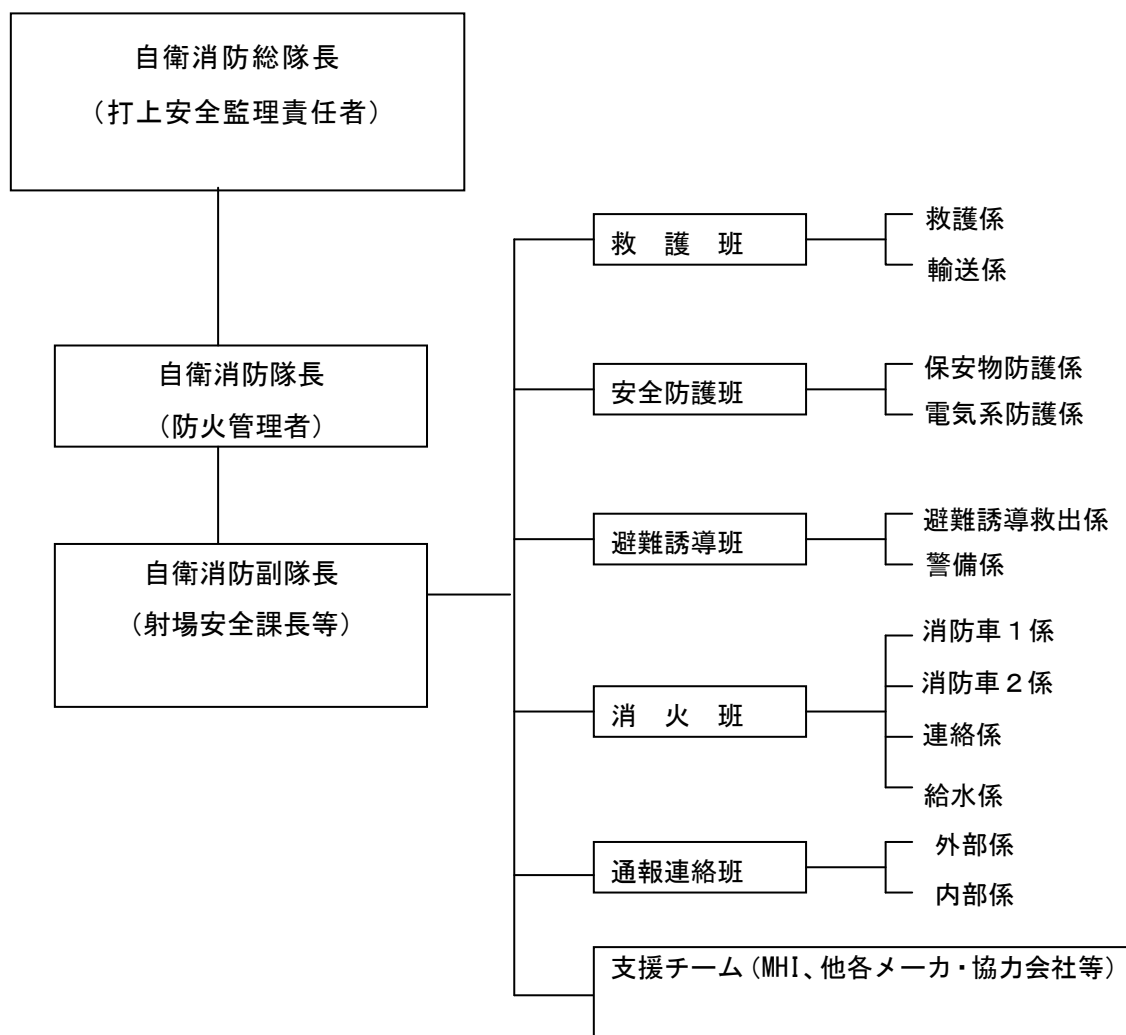 自衛消防総隊長
（打上安全監理責任者）
自衛消防隊長
（防火管理者）
自衛消防副隊長
（射場安全課長等）
救　護　班
救護係
輸送係
安全防護班
保安物防護係
電気系防護係
避難誘導班
避難誘導救出係
警備係
消　火　班
消防車１係
消防車２係
連絡係
給水係
通報連絡班
外部係
内部係
支援チーム（MHI、他各メーカ・協力会社等）